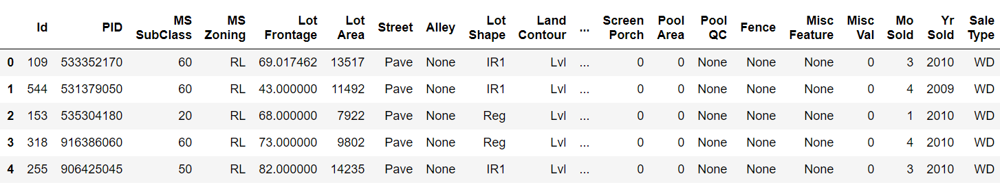 Id PID MS SubClass MS Zoning Lot Frontage Lot Area Street Alley Lot Shape Land Contour ... Screen Porch Pool Area Pool QC Fence Misc Feature Misc Val Mo Sold Yr Sold Sale Type
0 109 533352170 60 RL 69.017462 13517 Pave None IR1 Lvl ... 0 0 None None None 0 3 2010 WD
1 544 531379050 60 RL 43.000000 11492 Pave None IR1 Lvl ... 0 0 None None None 0 4 2009 WD
2 153 535304180 20 RL 68.000000 7922 Pave None Reg Lvl ... 0 0 None None None 0 1 2010 WD
3 318 916386060 60 RL 73.000000 9802 Pave None Reg Lvl ... 0 0 None None None 0 4 2010 WD
4 255 906425045 50 RL 82.000000 14235 Pave None IR1 Lvl ... 0 0 None None None 0 3 2010 WD